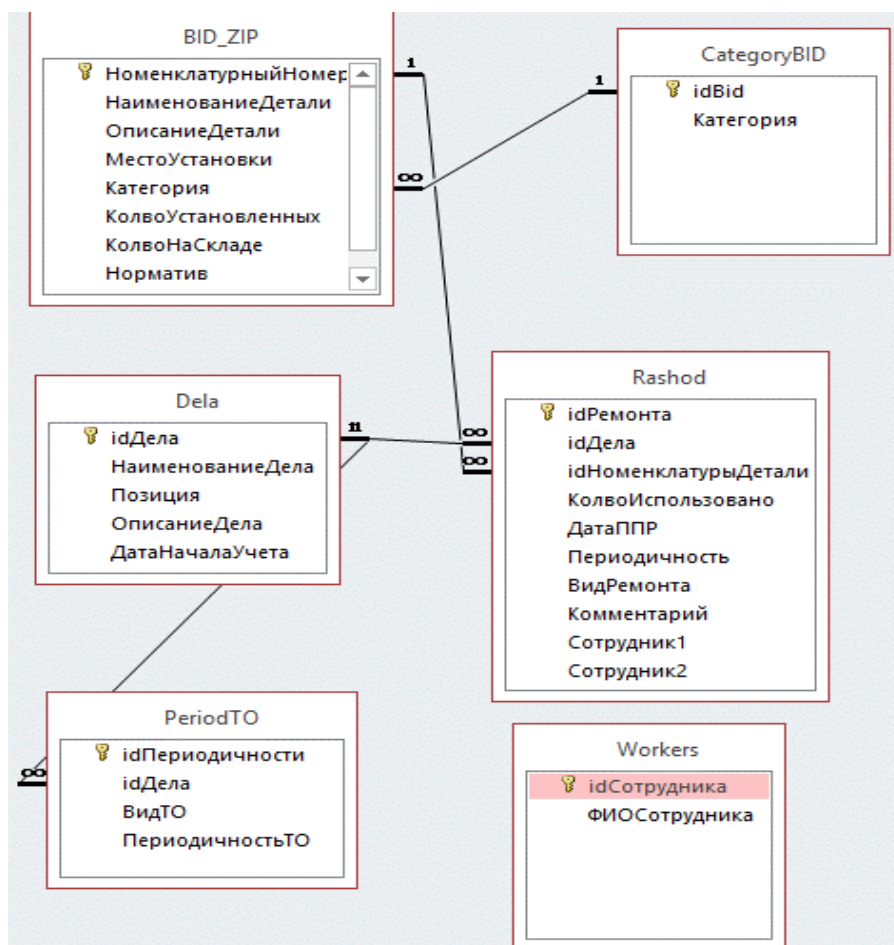 BID_ZIP
НоменклатурныйНомер
НаименованиеДетали
ОписаниеДетали
МестоУстановки
Категория
КолвоУстановленных
КолвоНаСкладе
Норматив
1
∞
CategoryBID
idBid
Категория
1
Dela
idДела
НаименованиеДела
Позиция
ОписаниеДела
ДатаНачалаУчета
11
Rashod
idРемонта
idДела
idНоменклатурыДетали
КолвоИспользовано
ДатаППР
Периодичность
ВидРемонта
Комментарий
Сотрудник1
Сотрудник2
∞
∞
PeriodTO
idПериодичности
idДела
ВидТО
ПериодичностьТО
∞
Workers
idСотрудника
ФИОСотрудника